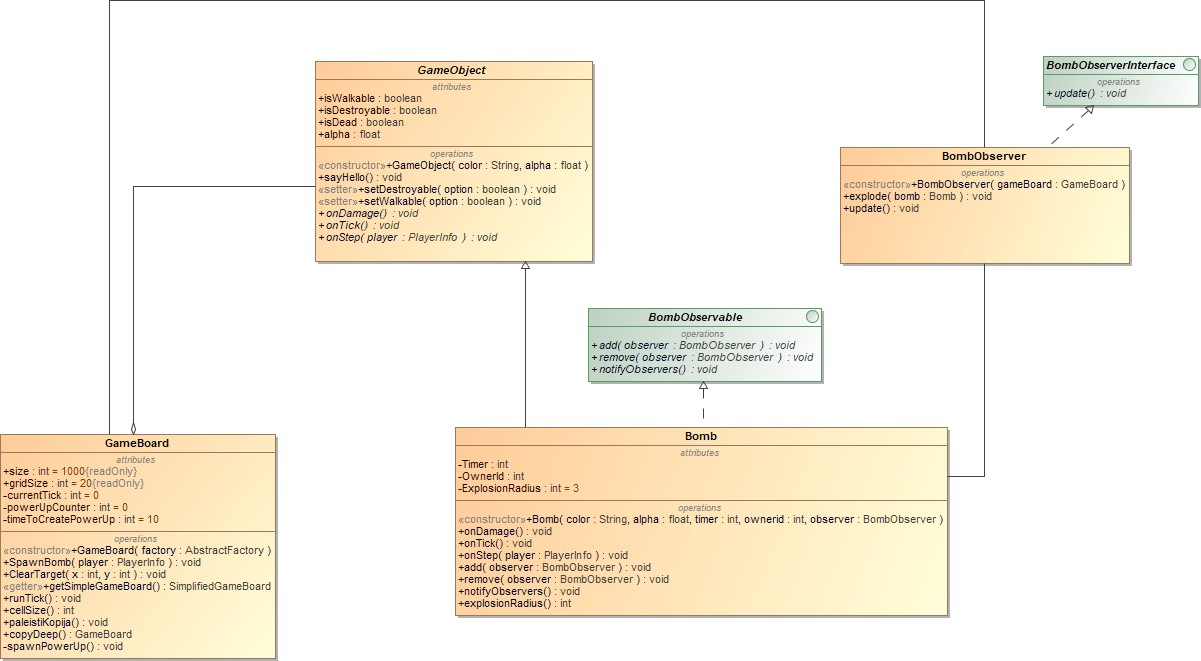 GameObject
attributes
+isWalkable : boolean
+isDestroyable : boolean
+isDead : boolean
+alpha : float
operations
«constructor»+GameObject( color : String, alpha : float )
+sayHello() : void
«setter»+setDestroyable( option : boolean ) : void
«setter»+setWalkable( option : boolean ) : void
+onDamage() : void
+onTick() : void
+onStep( player : PlayerInfo ) : void
BombObserverInterface
operations
+update() : void
BombObserver
operations
«constructor»+BombObserver( gameBoard : GameBoard )
+explode( bomb : Bomb ) : void
+update() : void
BombObservable
operations
+add( observer : BombObserver ) : void
+remove( observer : BombObserver ) : void
+notifyObservers() : void
GameBoard
attributes
+size : int = 1000{readOnly}
+gridSize : int = 20{readOnly}
-currentTick : int = 0
-powerUpCounter : int = 0
-timeToCreatePowerUp : int = 10
operations
«constructor»+GameBoard( factory : AbstractFactory )
+SpawnBomb( player : PlayerInfo ) : void
+ClearTarget( x : int, y : int ) : void
«getter»+getSimpleGameBoard() : SimplifiedGameBoard
+runTick() : void
+cellSize() : int
+paleistiKopija() : void
+copyDeep() : GameBoard
-spawnPowerUp() : void
Bomb
attributes
-Timer : int
-OwnerId : int
-ExplosionRadius : int = 3
operations
«constructor»+Bomb( color : String, alpha : float, timer : int, ownerid : int, observer : BombObserver )
+onDamage() : void
+onTick() : void
+onStep( player : PlayerInfo ) : void
+add( observer : BombObserver ) : void
+remove( observer : BombObserver ) : void
+notifyObservers() : void
+explosionRadius() : int